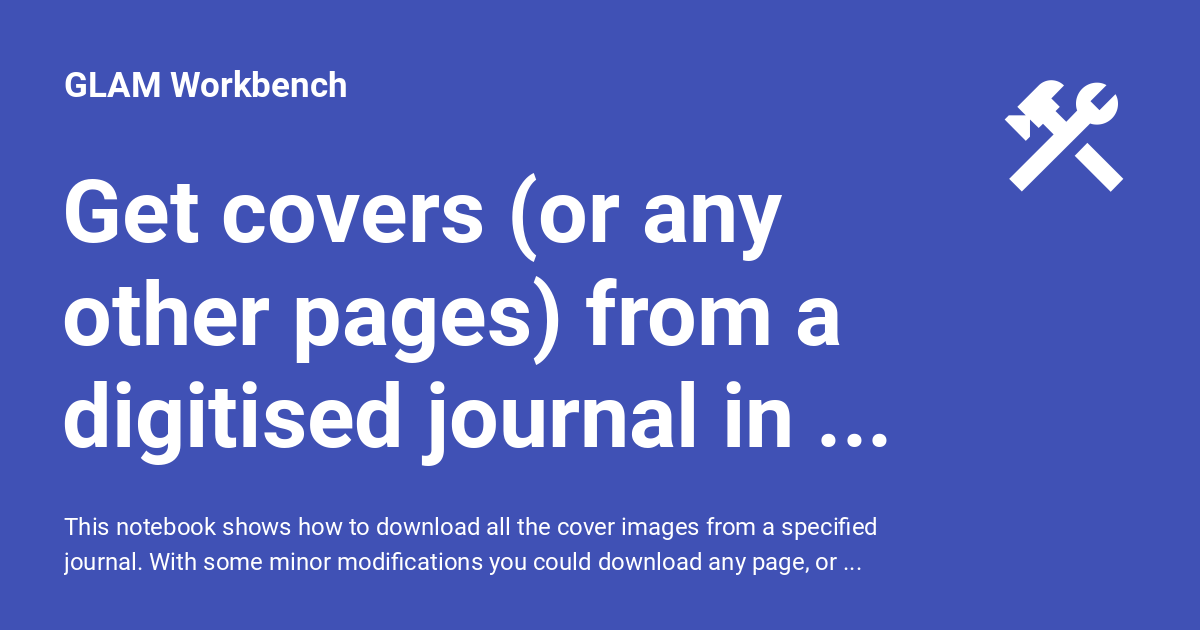 GLAM Workbench
Get covers (or any
other pages) from a
digitised journal in ...
This notebook shows how to download all the cover images from a specified
journal. With some minor modifications you could download any page, or ...